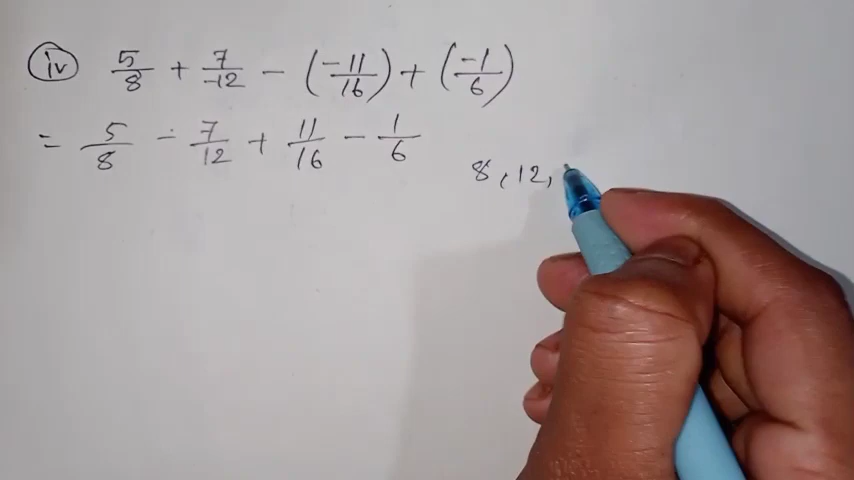 iv 5/8 + 7/-12 - (-11/16) + (-1/6)
= 5/8 - 7/12 + 11/16 - 1/6
8, 12,